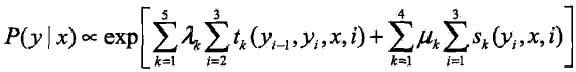 P(y | x) ∝ exp[ ∑_{k=1}^{5} λ_k ∑_{i=2}^{3} t_k(y_{i-1}, y_i, x, i) + ∑_{k=1}^{4} μ_k ∑_{i=1}^{3} s_k(y_i, x, i) ]